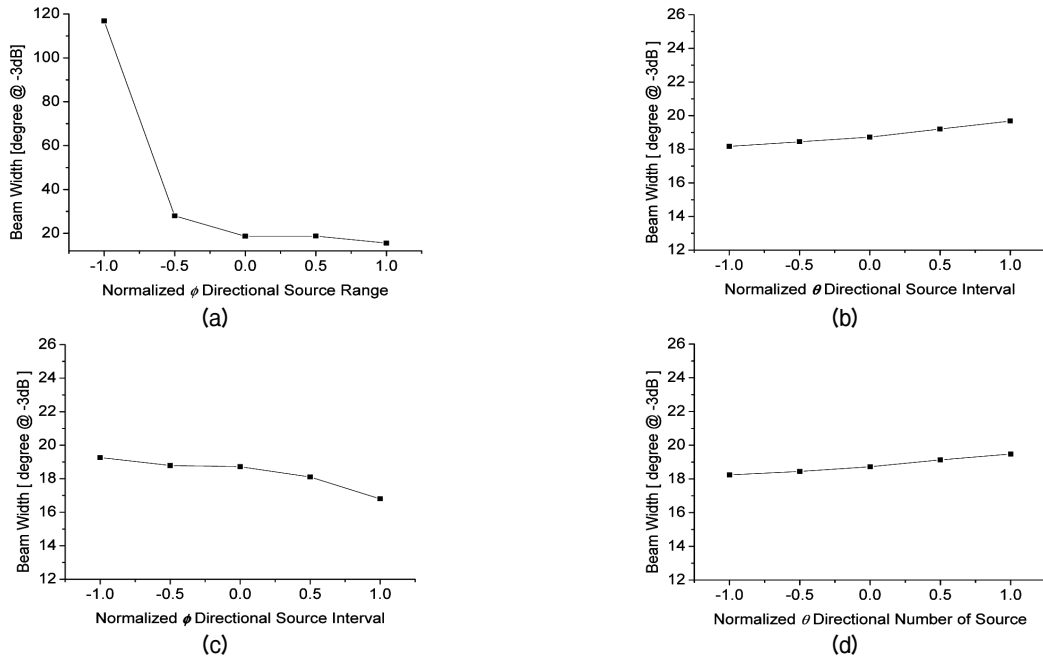 120
100
80
60
40
20
Beam Width [degree @ -3dB]
-1.0 -0.5 0.0 0.5 1.0
Normalized ϕ Directional Source Range
(a)
26
24
22
20
18
16
14
12
Beam Width [ degree @ -3dB ]
-1.0 -0.5 0.0 0.5 1.0
Normalized θ Directional Source Interval
(b)
26
24
22
20
18
16
14
12
Beam Width [ degree @ -3dB ]
-1.0 -0.5 0.0 0.5 1.0
Normalized ϕ Directional Source Interval
(c)
26
24
22
20
18
16
14
12
Beam Width [ degree @ -3dB ]
-1.0 -0.5 0.0 0.5 1.0
Normalized θ Directional Number of Source
(d)